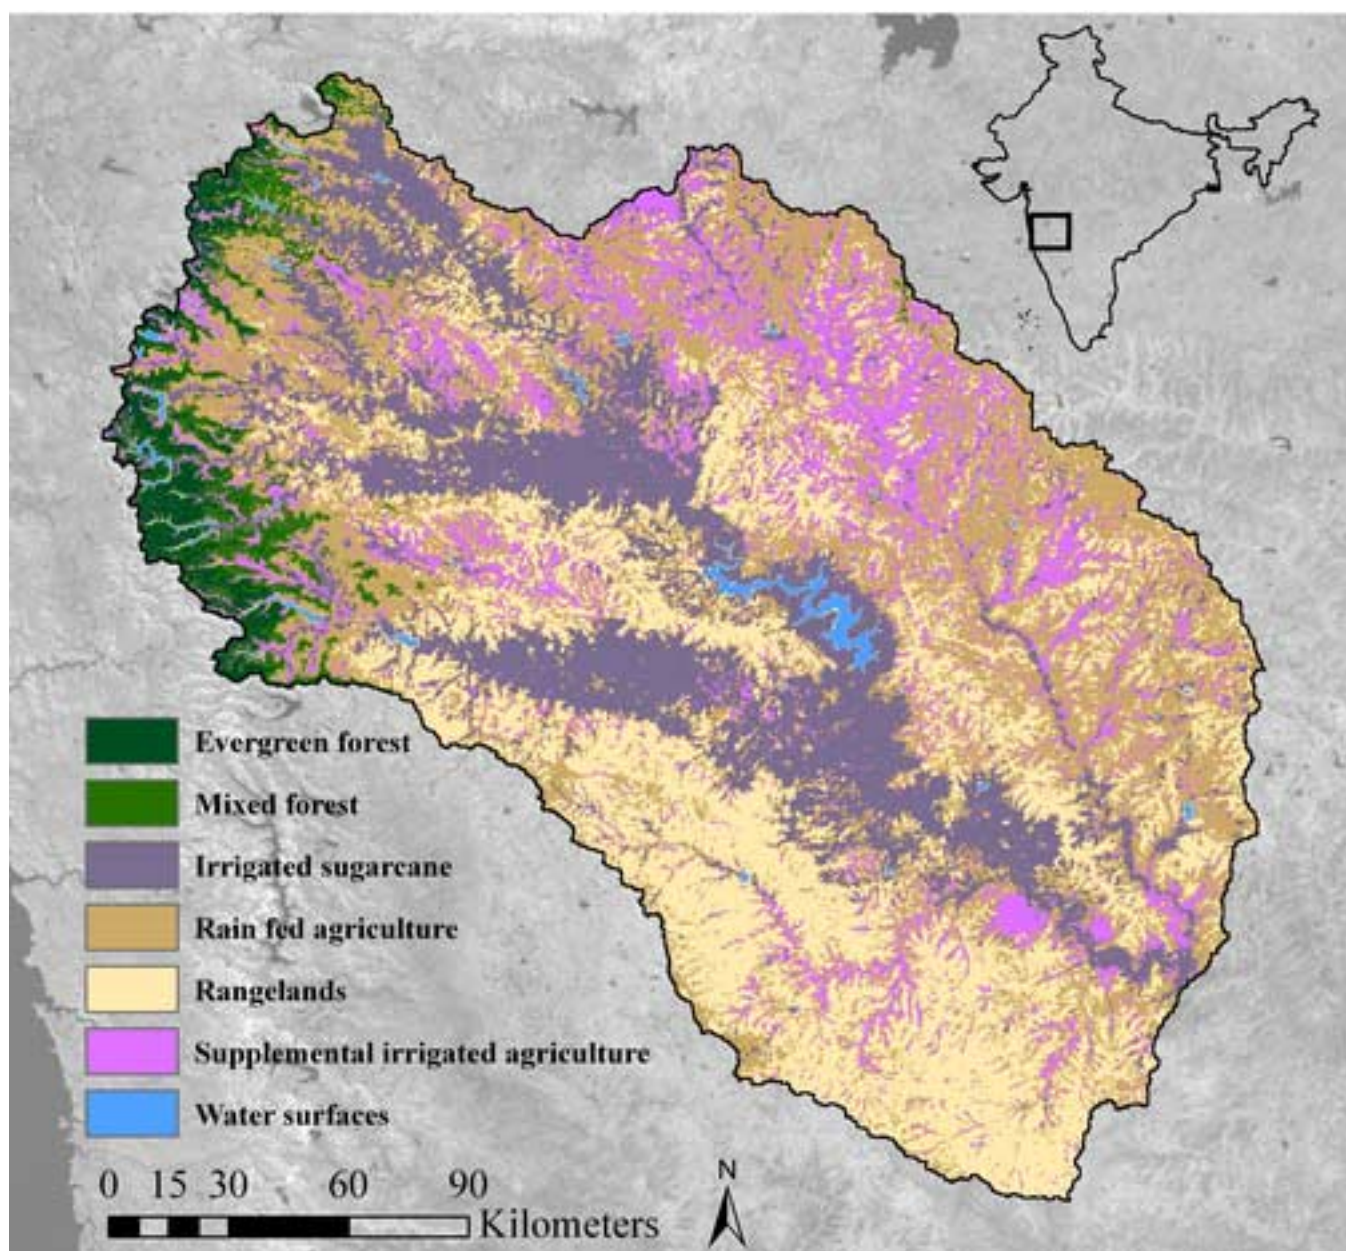 Evergreen forest
Mixed forest
Irrigated sugarcane
Rain fed agriculture
Rangelands
Supplemental irrigated agriculture
Water surfaces
0 15 30 60 90
Kilometers
N